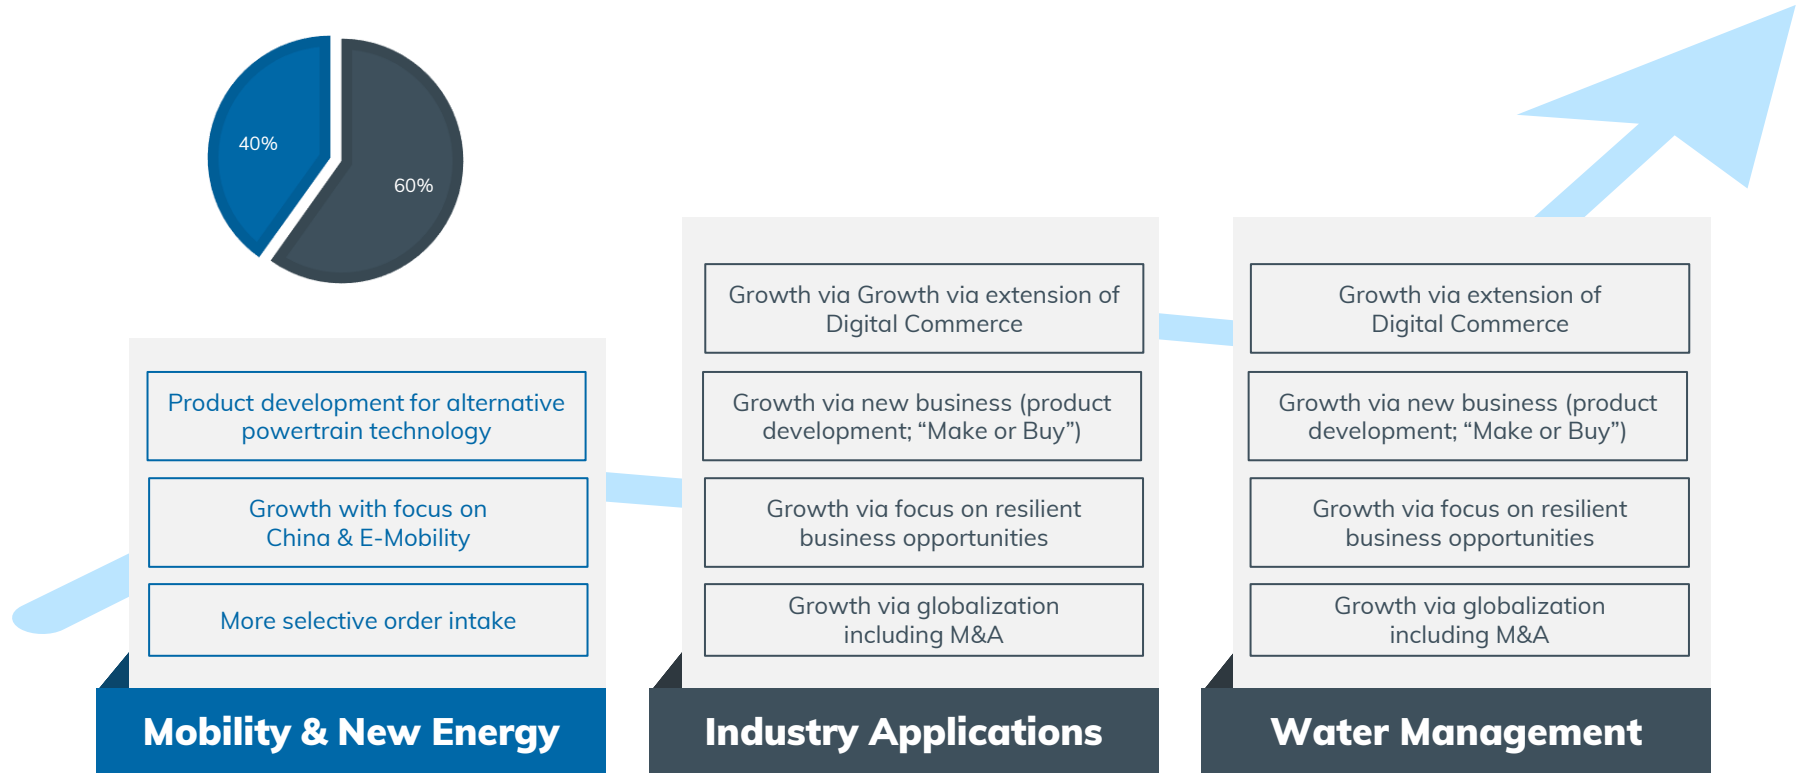 40%
60%
Product development for alternative
powertrain technology
Growth with focus on
China & E-Mobility
More selective order intake
Mobility & New Energy
Growth via Growth via extension of
Digital Commerce
Growth via new business (product
development; “Make or Buy”)
Growth via focus on resilient
business opportunities
Growth via globalization
including M&A
Industry Applications
Growth via extension of
Digital Commerce
Growth via new business (product
development; “Make or Buy”)
Growth via focus on resilient
business opportunities
Growth via globalization
including M&A
Water Management